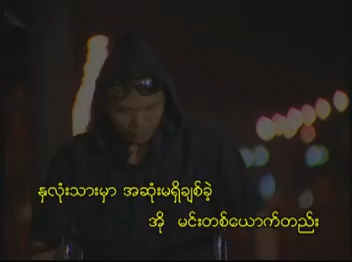 နှလုံးသားမှာ အဆုံးမရှိချစ်ခဲ့
အို မင်းတစ်ယောက်တည်း